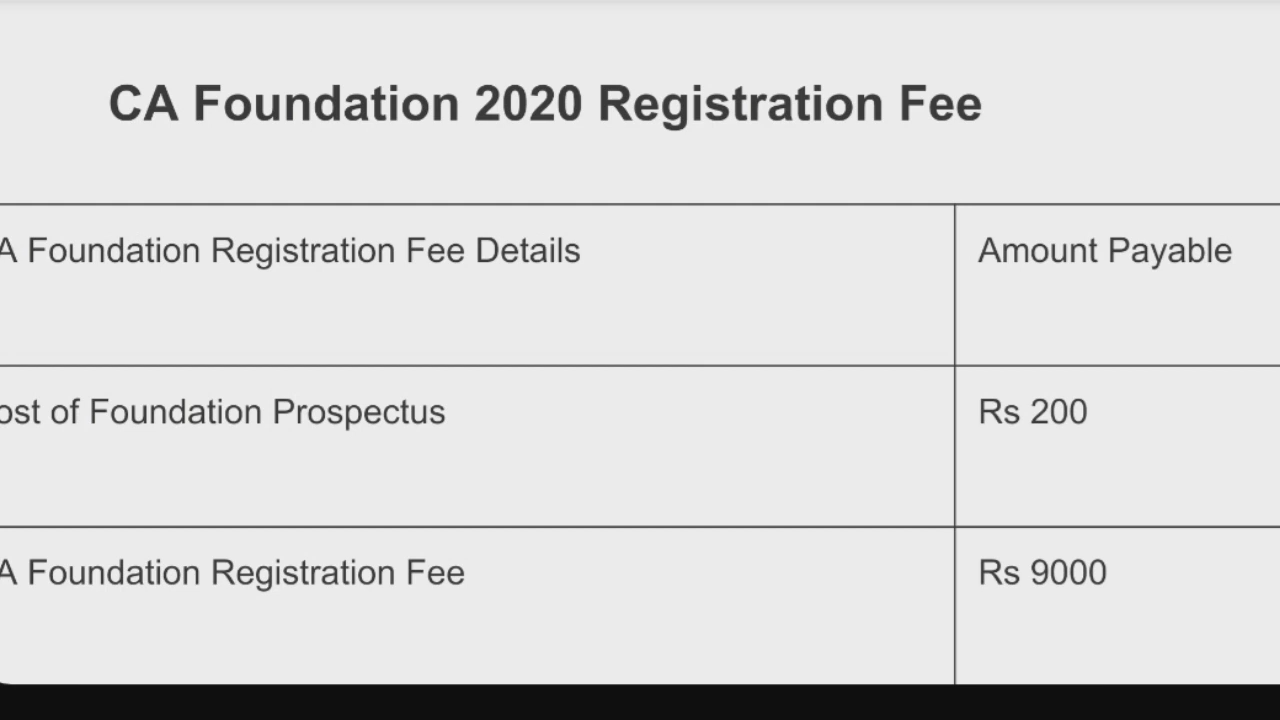 CA Foundation 2020 Registration Fee
A Foundation Registration Fee Details
Amount Payable
ost of Foundation Prospectus
Rs 200
A Foundation Registration Fee
Rs 9000